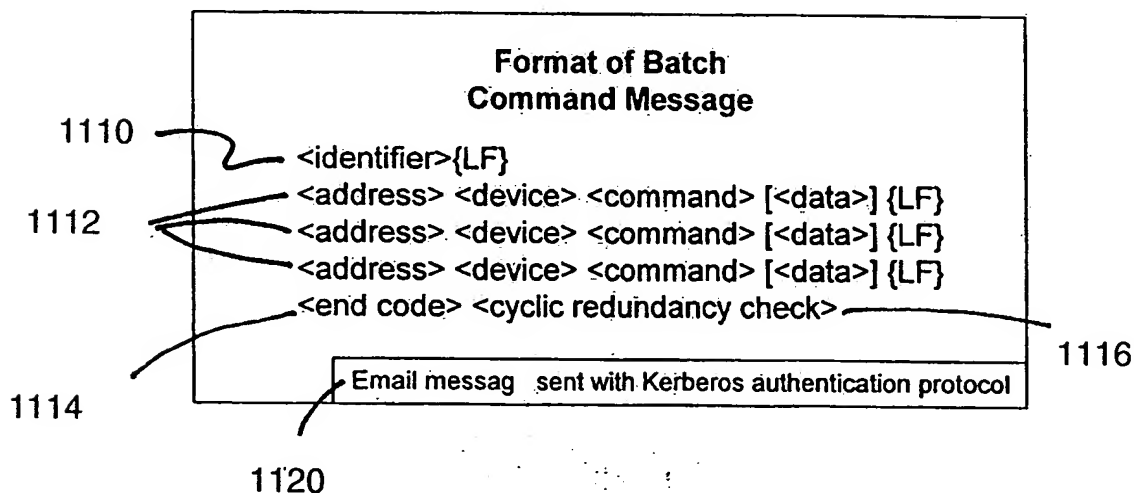 Format of Batch
Command Message
1110
<identifier>{LF}
1112
<address> <device> <command> [<data>] {LF}
<address> <device> <command> [<data>] {LF}
<address> <device> <command> [<data>] {LF}
<end code> <cyclic redundancy check>
1116
Email messag sent with Kerberos authentication protocol
1114
1120